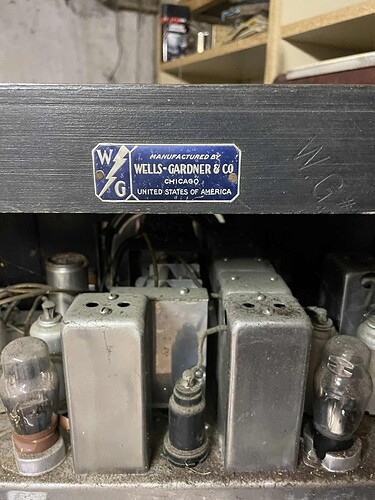 W
G
MANUFACTURED BY
WELLS-GARDNER & CO
CHICAGO
UNITED STATES OF AMERICA
W G